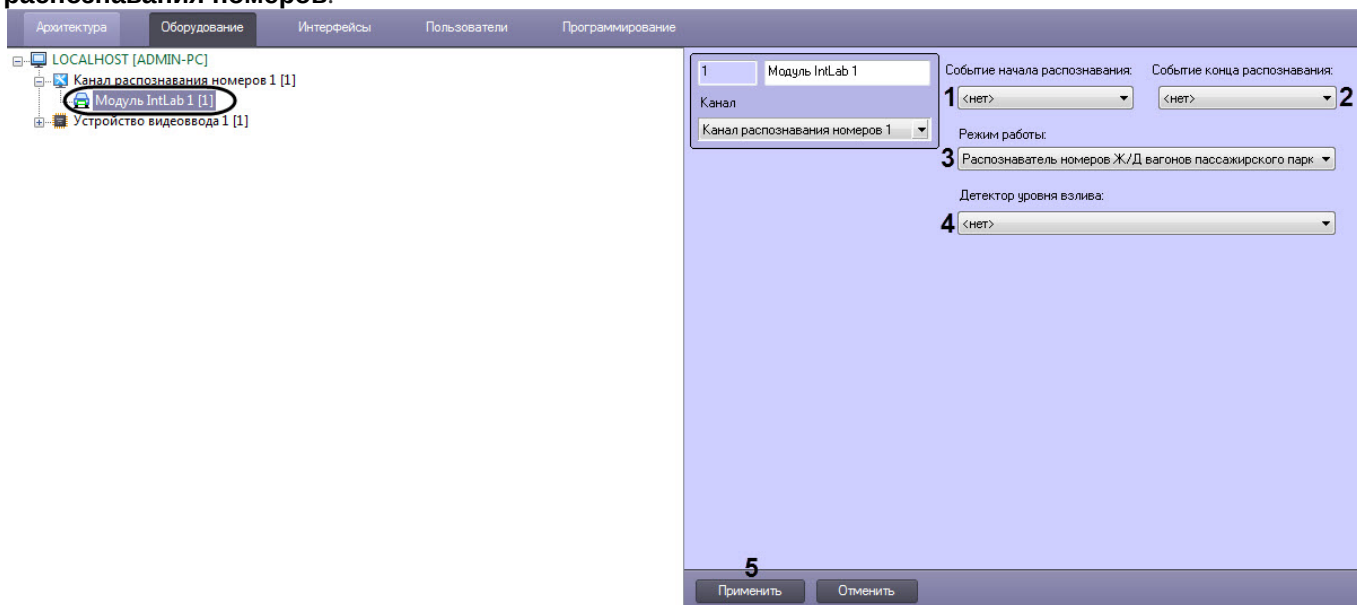 распознавания номеров.
Архитектура Оборудование Интерфейсы Пользователи Программирование
LOCALHOST [ADMIN-PC]
Канал распознавания номеров 1 [1]
Модуль IntLab 1 [1]
Устройство видеоввода 1 [1]
1 Модуль IntLab 1
Канал
Канал распознавания номеров 1
Событие начала распознавания: Событие конца распознавания:
1 <нет> <нет> 2
Режим работы:
3 Распознаватель номеров Ж/Д вагонов пассажирского парк
Детектор уровня взлива:
4 <нет>
5
Применить Отменить